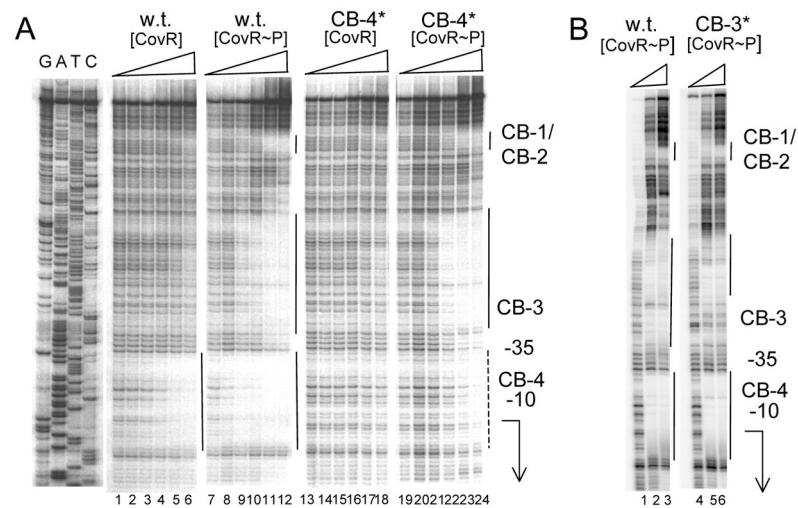 A
w.t.
[CovR]
w.t.
[CovR~P]
CB-4*
[CovR]
CB-4*
[CovR~P]
G A T C
CB-1/
CB-2
CB-3
-35
CB-4
-10
1 2 3 4 5 6 7 8 9 10 11 12 13 14 15 16 17 18 19 20 21 22 23 24
B
w.t.
[CovR~P]
CB-3*
[CovR~P]
CB-1/
CB-2
CB-3
-35
CB-4
-10
1 2 3 4 5 6